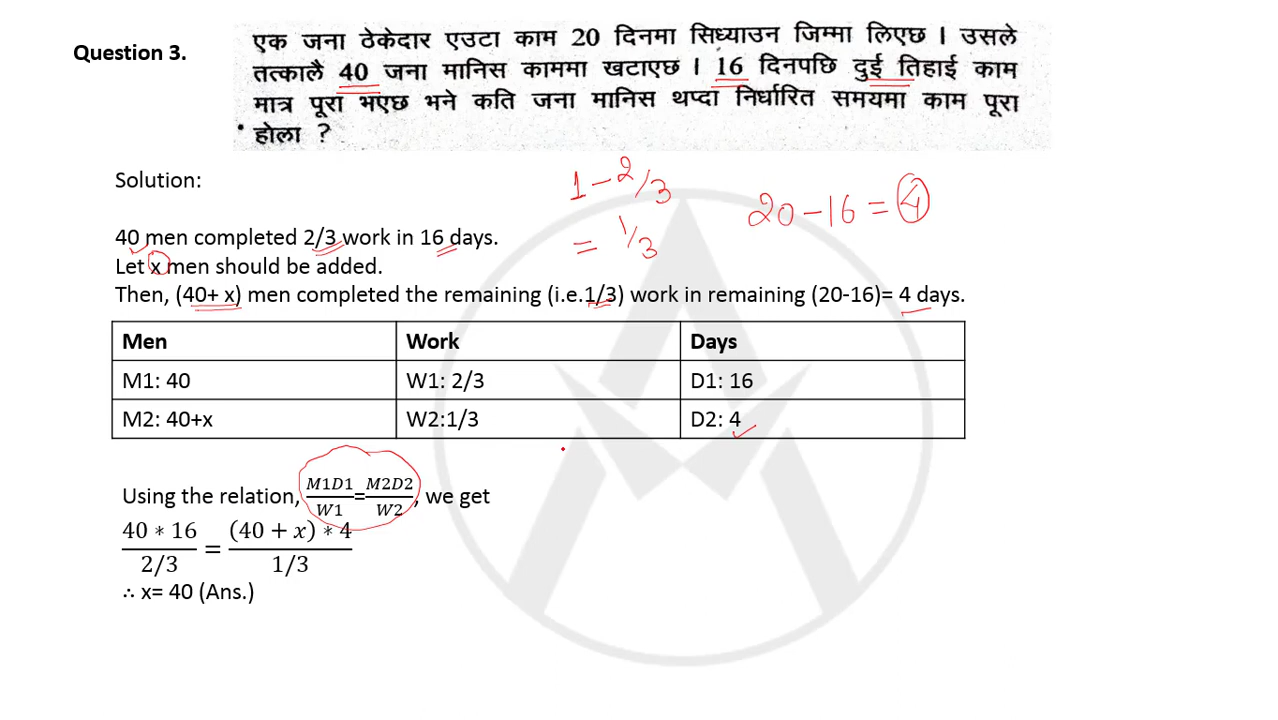 Question 3.
एक जना ठेकेदार एउटा काम 20 दिनमा सिध्याउन जिम्मा लिएछ । उसले
तत्कालै 40 जना मानिस काममा खटाएछ । 16 दिनपछि दुई तिहाई काम
मात्र पूरा भएछ भने कति जना मानिस थप्दा निर्धारित समयमा काम पूरा
होला ?
Solution:
1 - 2/3
= 1/3
20 - 16 = 4
40 men completed 2/3 work in 16 days.
Let x men should be added.
Then, (40+ x) men completed the remaining (i.e.1/3) work in remaining (20-16)= 4 days.
Men Work Days
M1: 40 W1: 2/3 D1: 16
M2: 40+x W2:1/3 D2: 4
Using the relation, M1D1/W1=M2D2/W2, we get
40 * 16 / 2/3 = (40 + x) * 4 / 1/3
∴ x= 40 (Ans.)